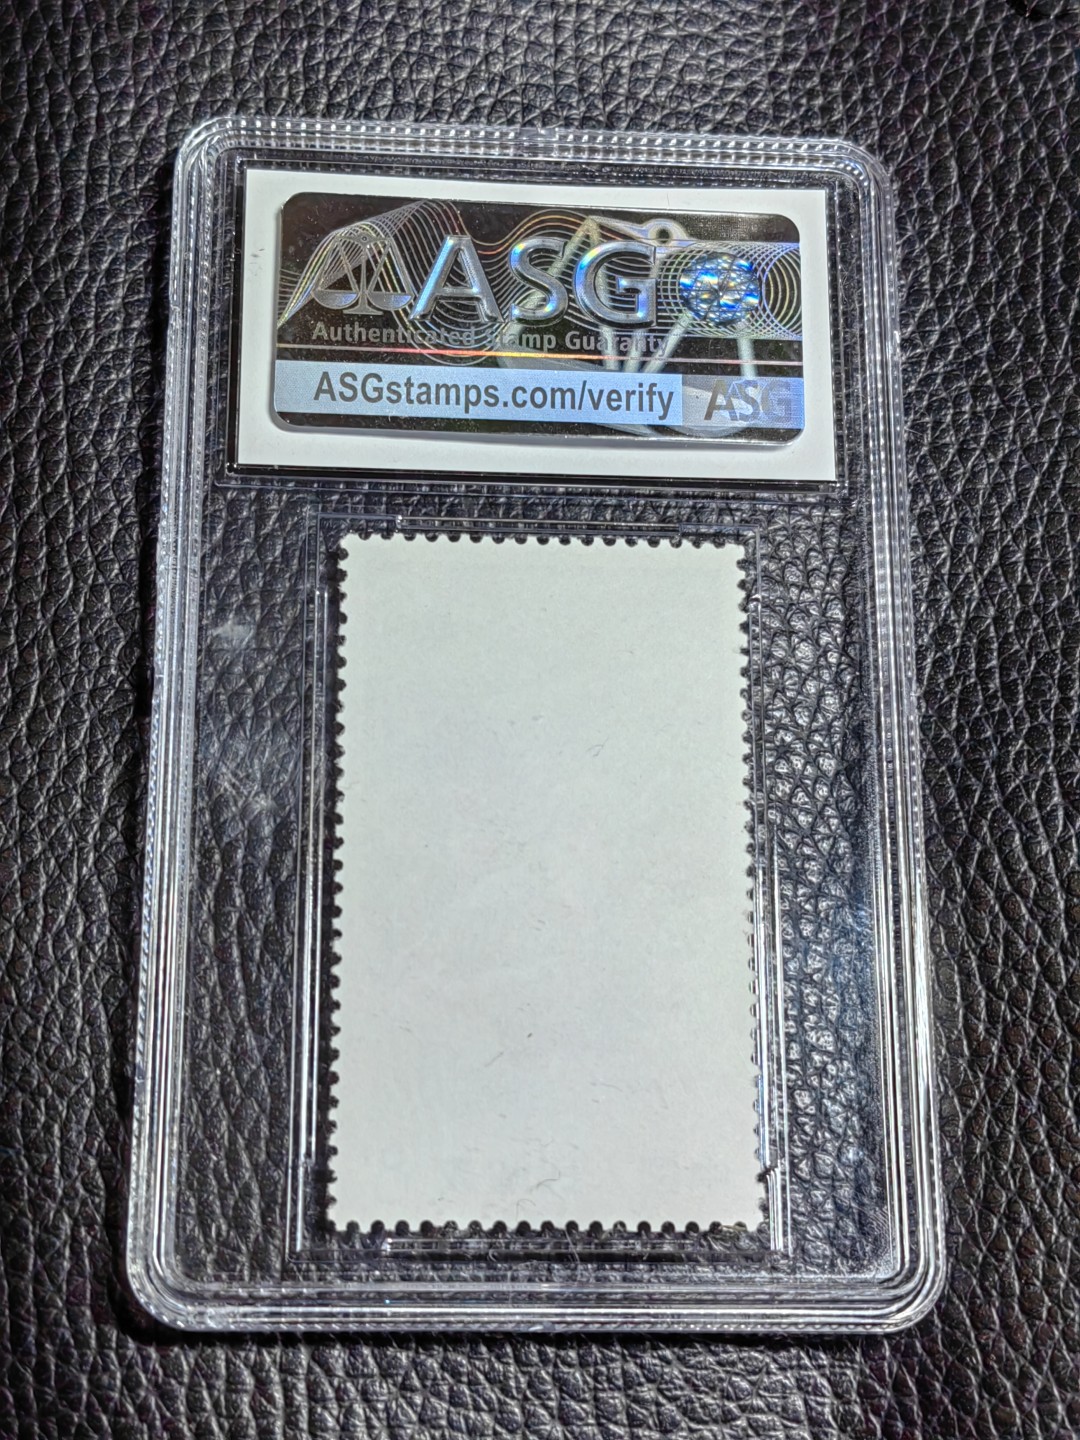 ASG
Authenticated Stamp Guaranty
ASGstamps.com/verify ASG